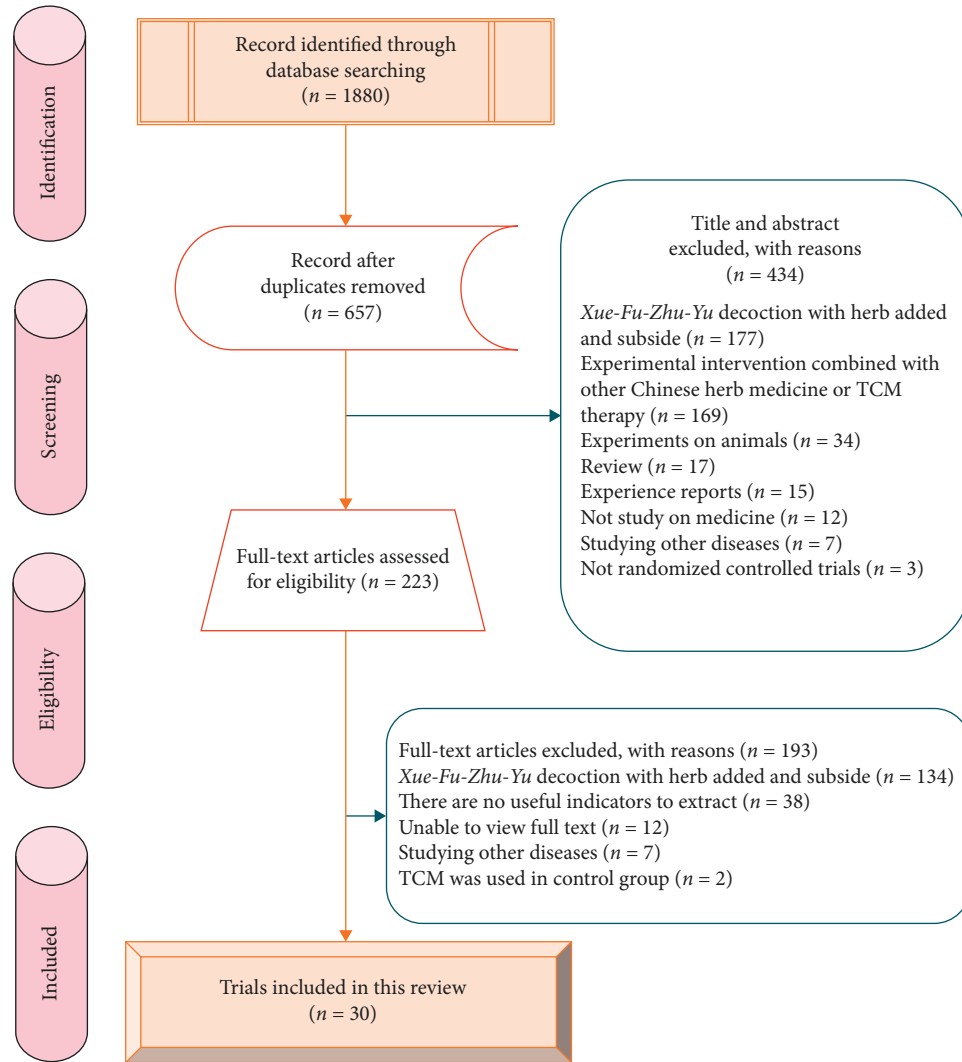 Identification
Record identified through
database searching
(n = 1880)
Screening
Record after
duplicates removed
(n = 657)
Title and abstract
excluded, with reasons
(n = 434)
Xue-Fu-Zhu-Yu decoction with herb added
and subside (n = 177)
Experimental intervention combined with
other Chinese herb medicine or TCM
therapy (n = 169)
Experiments on animals (n = 34)
Review (n = 17)
Experience reports (n = 15)
Not study on medicine (n = 12)
Studying other diseases (n = 7)
Not randomized controlled trials (n = 3)
Eligibility
Full-text articles assessed
for eligibility (n = 223)
Full-text articles excluded, with reasons (n = 193)
Xue-Fu-Zhu-Yu decoction with herb added and subside (n = 134)
There are no useful indicators to extract (n = 38)
Unable to view full text (n = 12)
Studying other diseases (n = 7)
TCM was used in control group (n = 2)
Included
Trials included in this review
(n = 30)